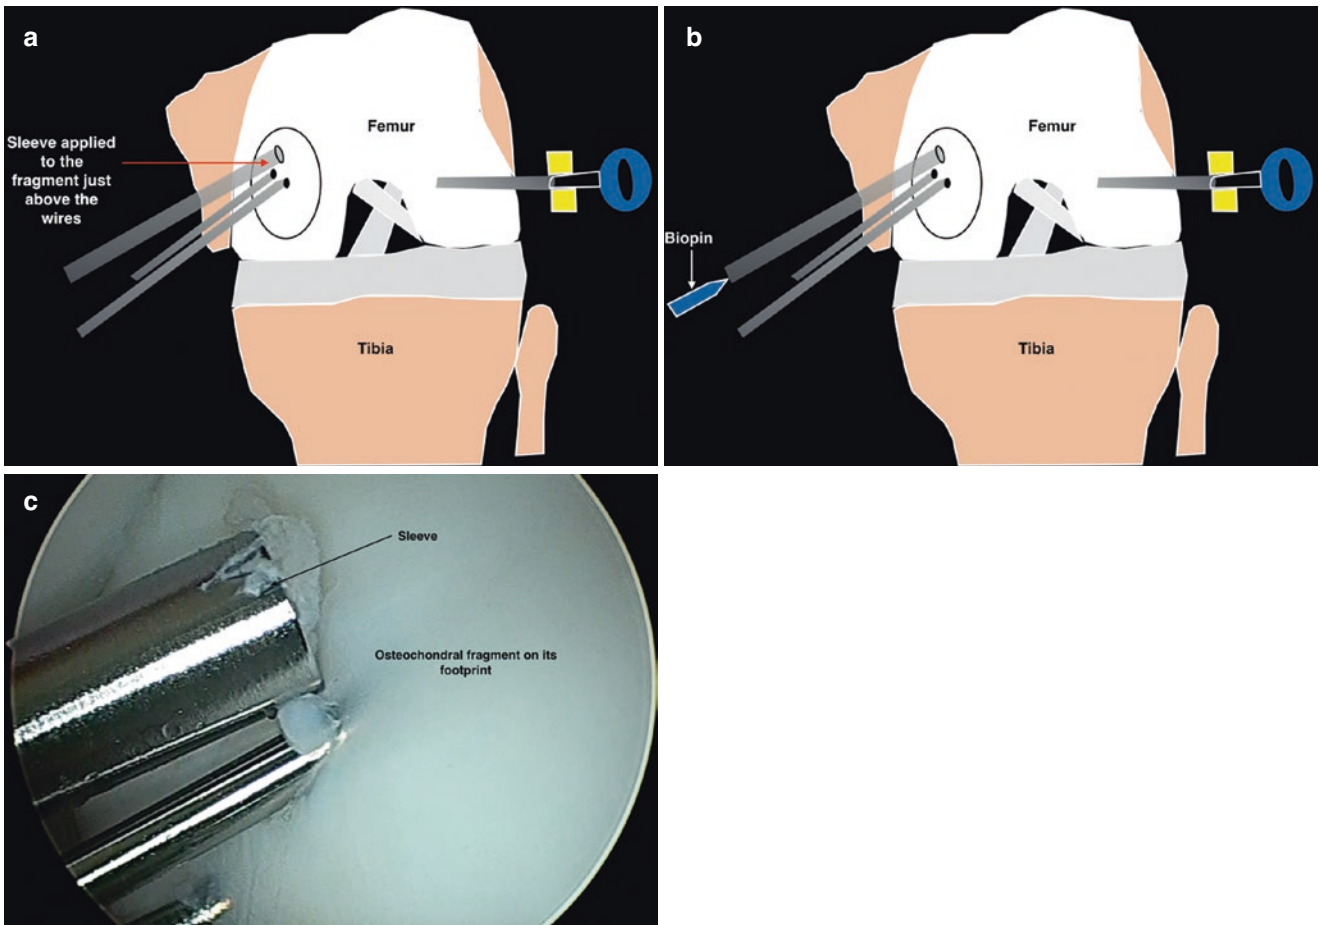 a
Femur
Sleeve applied
to the
fragment just
above the
wires
Tibia
b
Femur
Biopin
Tibia
c
Sleeve
Osteochondral fragment on its
footprint